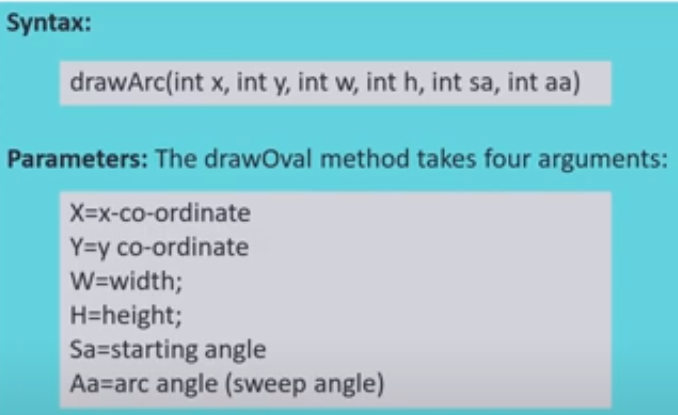 Syntax:
drawArc(int x, int y, int w, int h, int sa, int aa)
Parameters: The drawOval method takes four arguments:
X=x-co-ordinate
Y=y co-ordinate
W=width;
H=height;
Sa=starting angle
Aa=arc angle (sweep angle)